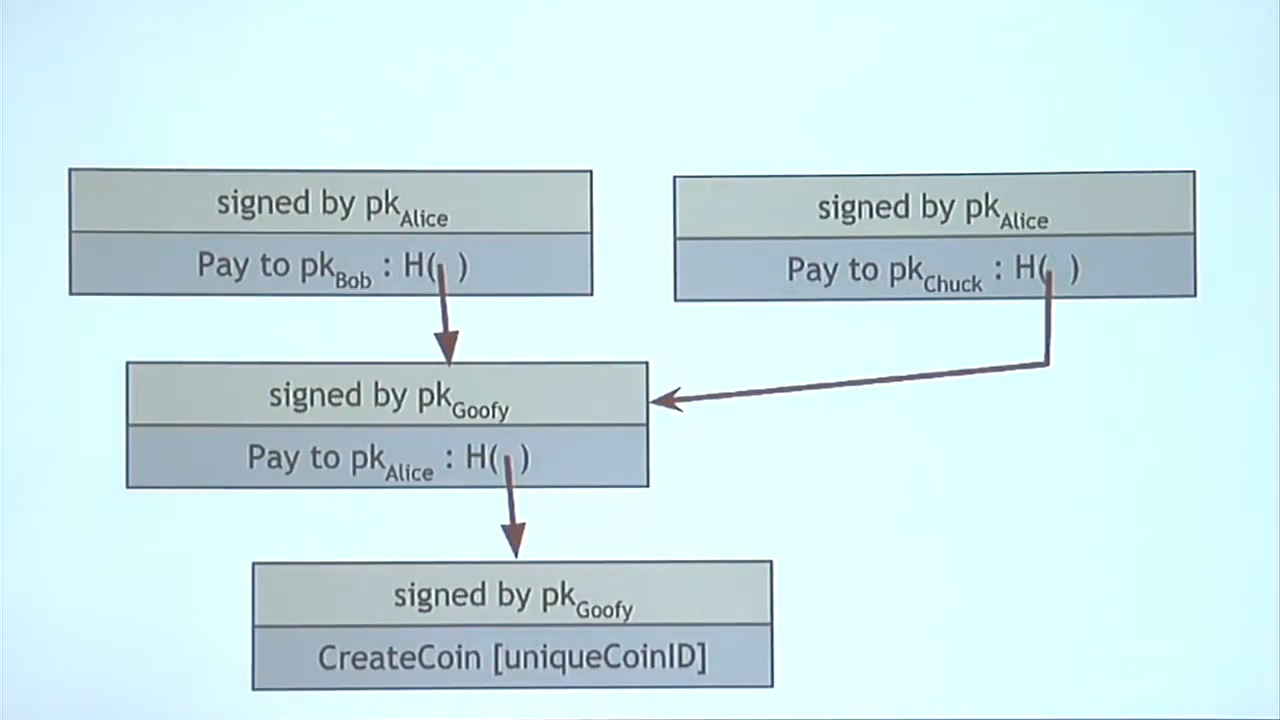 signed by pkAlice
Pay to pkBob : H( )
signed by pkAlice
Pay to pkChuck : H( )
signed by pkGoofy
Pay to pkAlice : H( )
signed by pkGoofy
CreateCoin [uniqueCoinID]